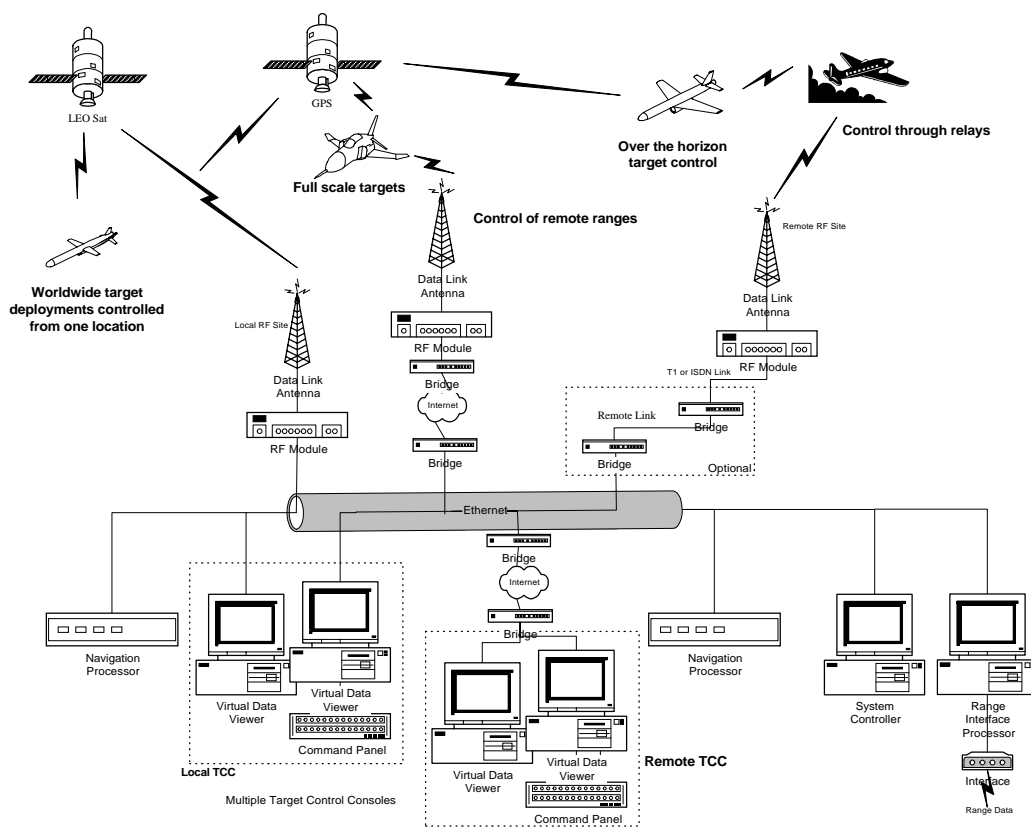 LEO Sat
GPS
Over the horizon
target control
Control through relays
Full scale targets
Control of remote ranges
Remote RF Site
Worldwide target
deployments controlled
from one location
Local RF Site
Data Link
Antenna
RF Module
Data Link
Antenna
RF Module
Bridge
Internet
Bridge
Data Link
Antenna
RF Module
T1 or ISDN Link
Remote Link
Bridge
Bridge
Optional
Ethernet
Bridge
Internet
Bridge
Navigation
Processor
Virtual Data
Viewer
Virtual Data
Viewer
Command Panel
Local TCC
Multiple Target Control Consoles
Virtual Data
Viewer
Virtual Data
Viewer
Command Panel
Remote TCC
Navigation
Processor
System
Controller
Range
Interface
Processor
Interface
Range Data